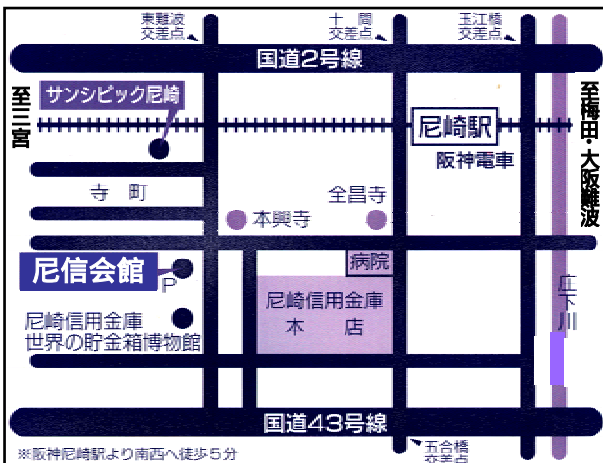 東難波
交差点
十間
交差点
玉江橋
交差点
国道2号線
至三宮
サンシビック尼崎
尼崎駅
阪神電車
至梅田・大阪難波
寺町
全昌寺
本興寺
病院
尼信会館
P
尼崎信用金庫
本店
庄下川
尼崎信用金庫
世界の貯金箱博物館
国道43号線
五合橋
交差点
※阪神尼崎駅より南西へ徒歩5分